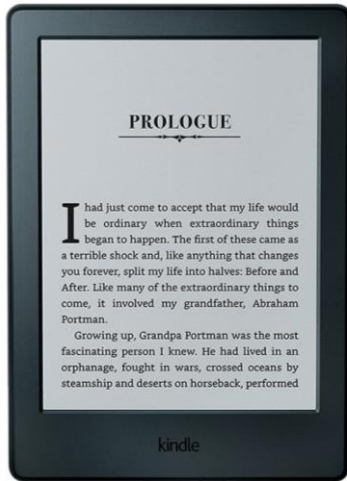 PROLOGUE
I had just come to accept that my life would
be ordinary when extraordinary things
began to happen. The first of these came as
a terrible shock and, like anything that changes
you forever, split my life into halves: Before and
After. Like many of the extraordinary things to
come, it involved my grandfather, Abraham
Portman.
Growing up, Grandpa Portman was the most
fascinating person I knew. He had lived in an
orphanage, fought in wars, crossed oceans by
steamship and deserts on horseback, performed
kindle